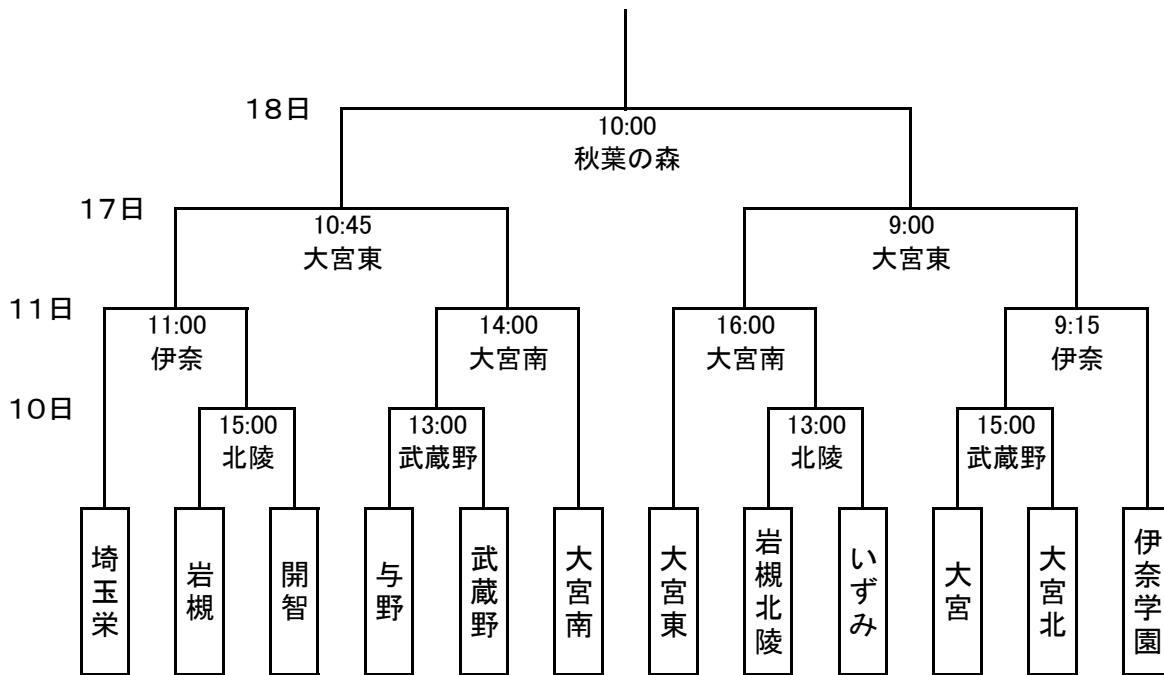 18日
10:00
秋葉の森
17日
10:45
9:00
大宮東
大宮東
11日
11:00
14:00
16:00
9:15
伊奈
大宮南
大宮南
伊奈
10日
15:00
13:00
13:00
15:00
北陵
武蔵野
北陵
武蔵野
埼玉栄
岩槻
開智
与野
武蔵野
大宮南
大宮東
岩槻北陵
いずみ
大宮
大宮北
伊奈学園